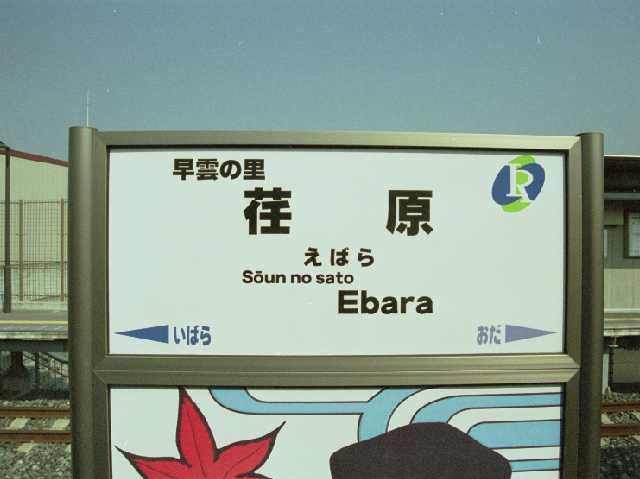 早雲の里
荏 原
えばら
Sōun no sato
Ebara
いばら
おだ
R